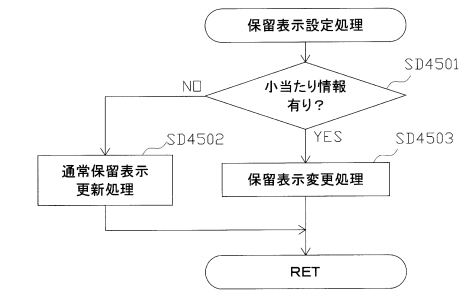 保留表示設定処理
SD4501
小当たり情報
有り?
NO
YES
SD4502
SD4503
通常保留表示
更新処理
保留表示変更処理
RET